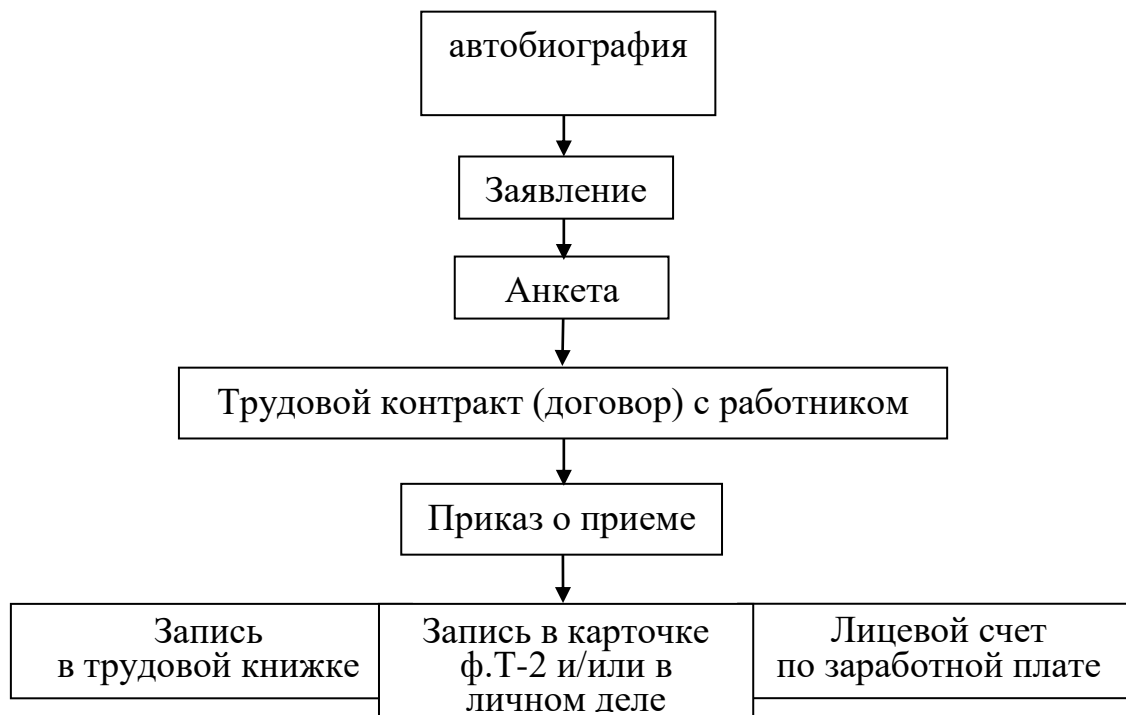 автобиография
Заявление
Анкета
Трудовой контракт (договор) с работником
Приказ о приеме
Запись
в трудовой книжке
Запись в карточке
ф.Т-2 и/или в
личном деле
Лицевой счет
по заработной плате